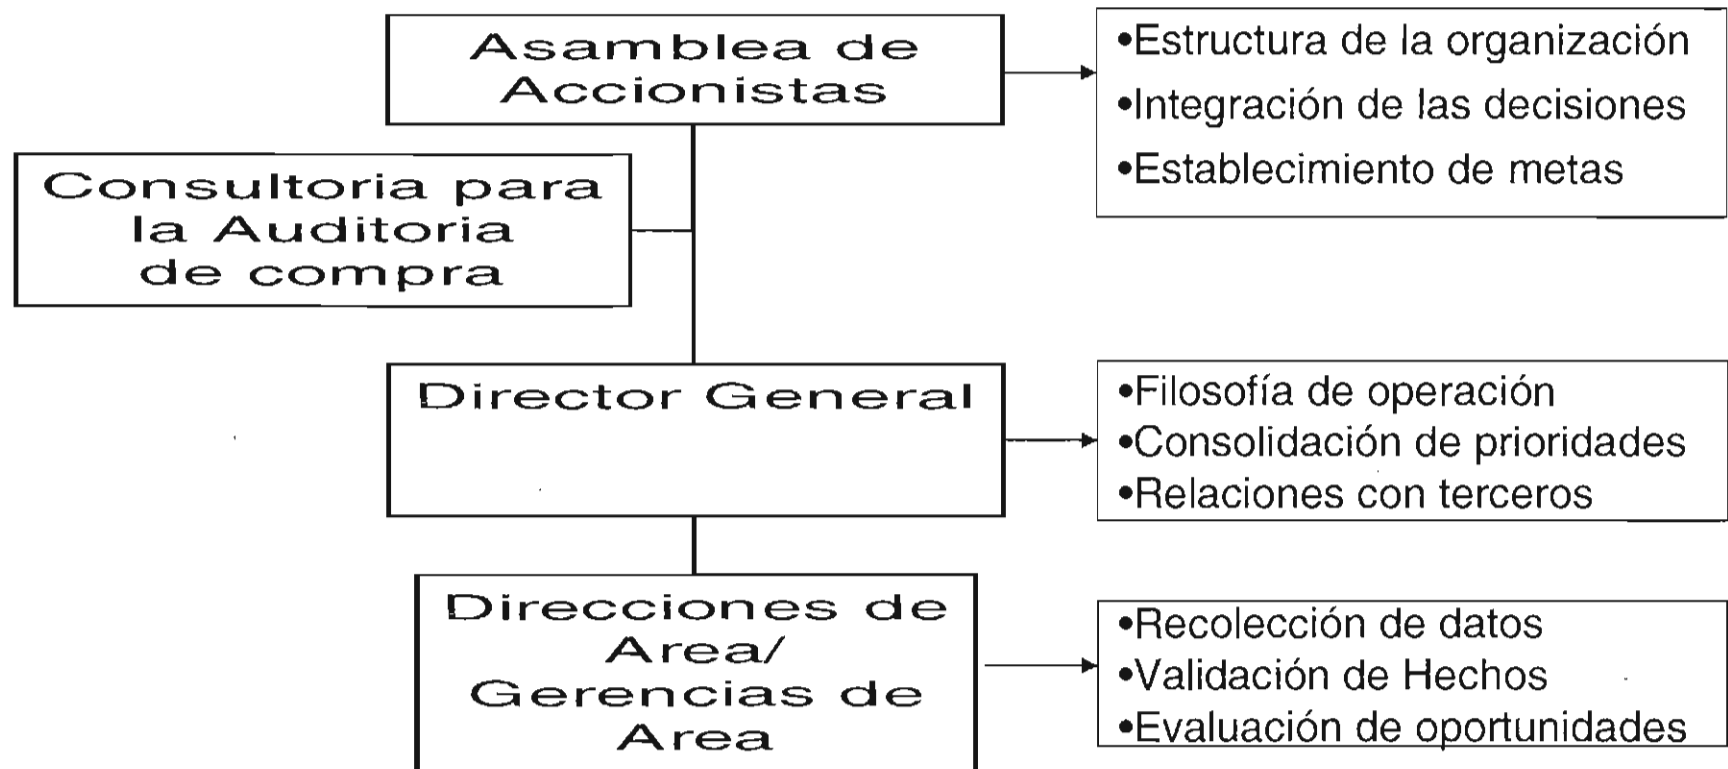 Asamblea de
Accionistas
•Estructura de la organización
•Integración de las decisiones
•Establecimiento de metas
Consultoria para
la Auditoria
de compra
Director General
•Filosofía de operación
•Consolidación de prioridades
•Relaciones con terceros
Direcciones de
Area/
Gerencias de
Area
•Recolección de datos
•Validación de Hechos
•Evaluación de oportunidades